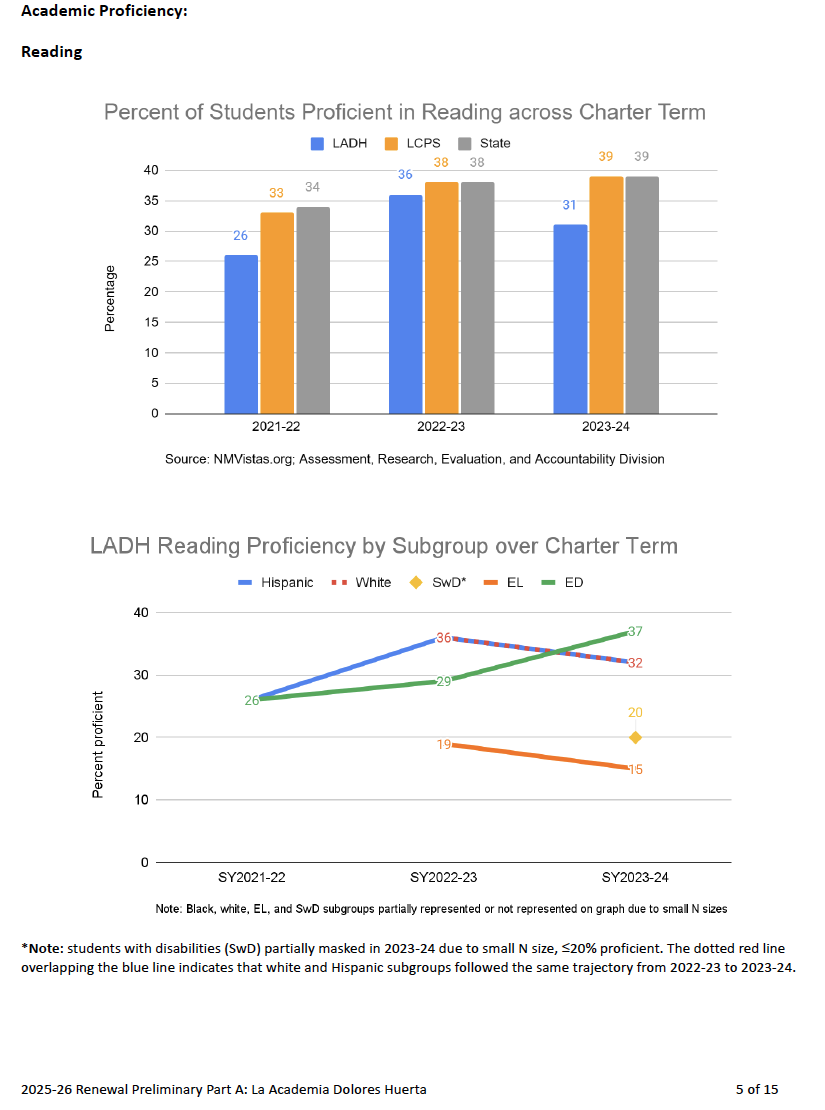 Academic Proficiency:
Reading
Percent of Students Proficient in Reading across Charter Term
LADH LCPS State
40
35
30
25
20
15
10
5
0
Percentage
26 33 34
36 38 38
31 39 39
2021-22 2022-23 2023-24
Source: NMVistas.org; Assessment, Research, Evaluation, and Accountability Division
LADH Reading Proficiency by Subgroup over Charter Term
Hispanic White SwD* EL ED
40
30
20
10
0
Percent proficient
26
36
29
19
37
32
20
15
SY2021-22 SY2022-23 SY2023-24
Note: Black, white, EL, and SwD subgroups partially represented or not represented on graph due to small N sizes
*Note: students with disabilities (SwD) partially masked in 2023-24 due to small N size, ≤20% proficient. The dotted red line
overlapping the blue line indicates that white and Hispanic subgroups followed the same trajectory from 2022-23 to 2023-24.
2025-26 Renewal Preliminary Part A: La Academia Dolores Huerta 5 of 15